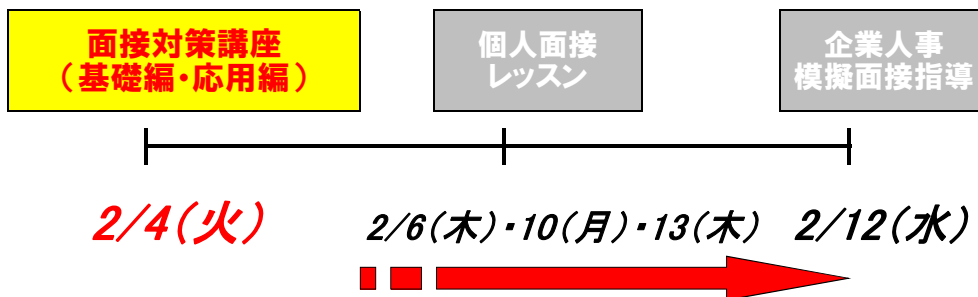 面接対策講座
（基礎編・応用編）
個人面接
レッスン
企業人事
模擬面接指導
2/4（火）
2/6（木）・10（月）・13（木）
2/12（水）